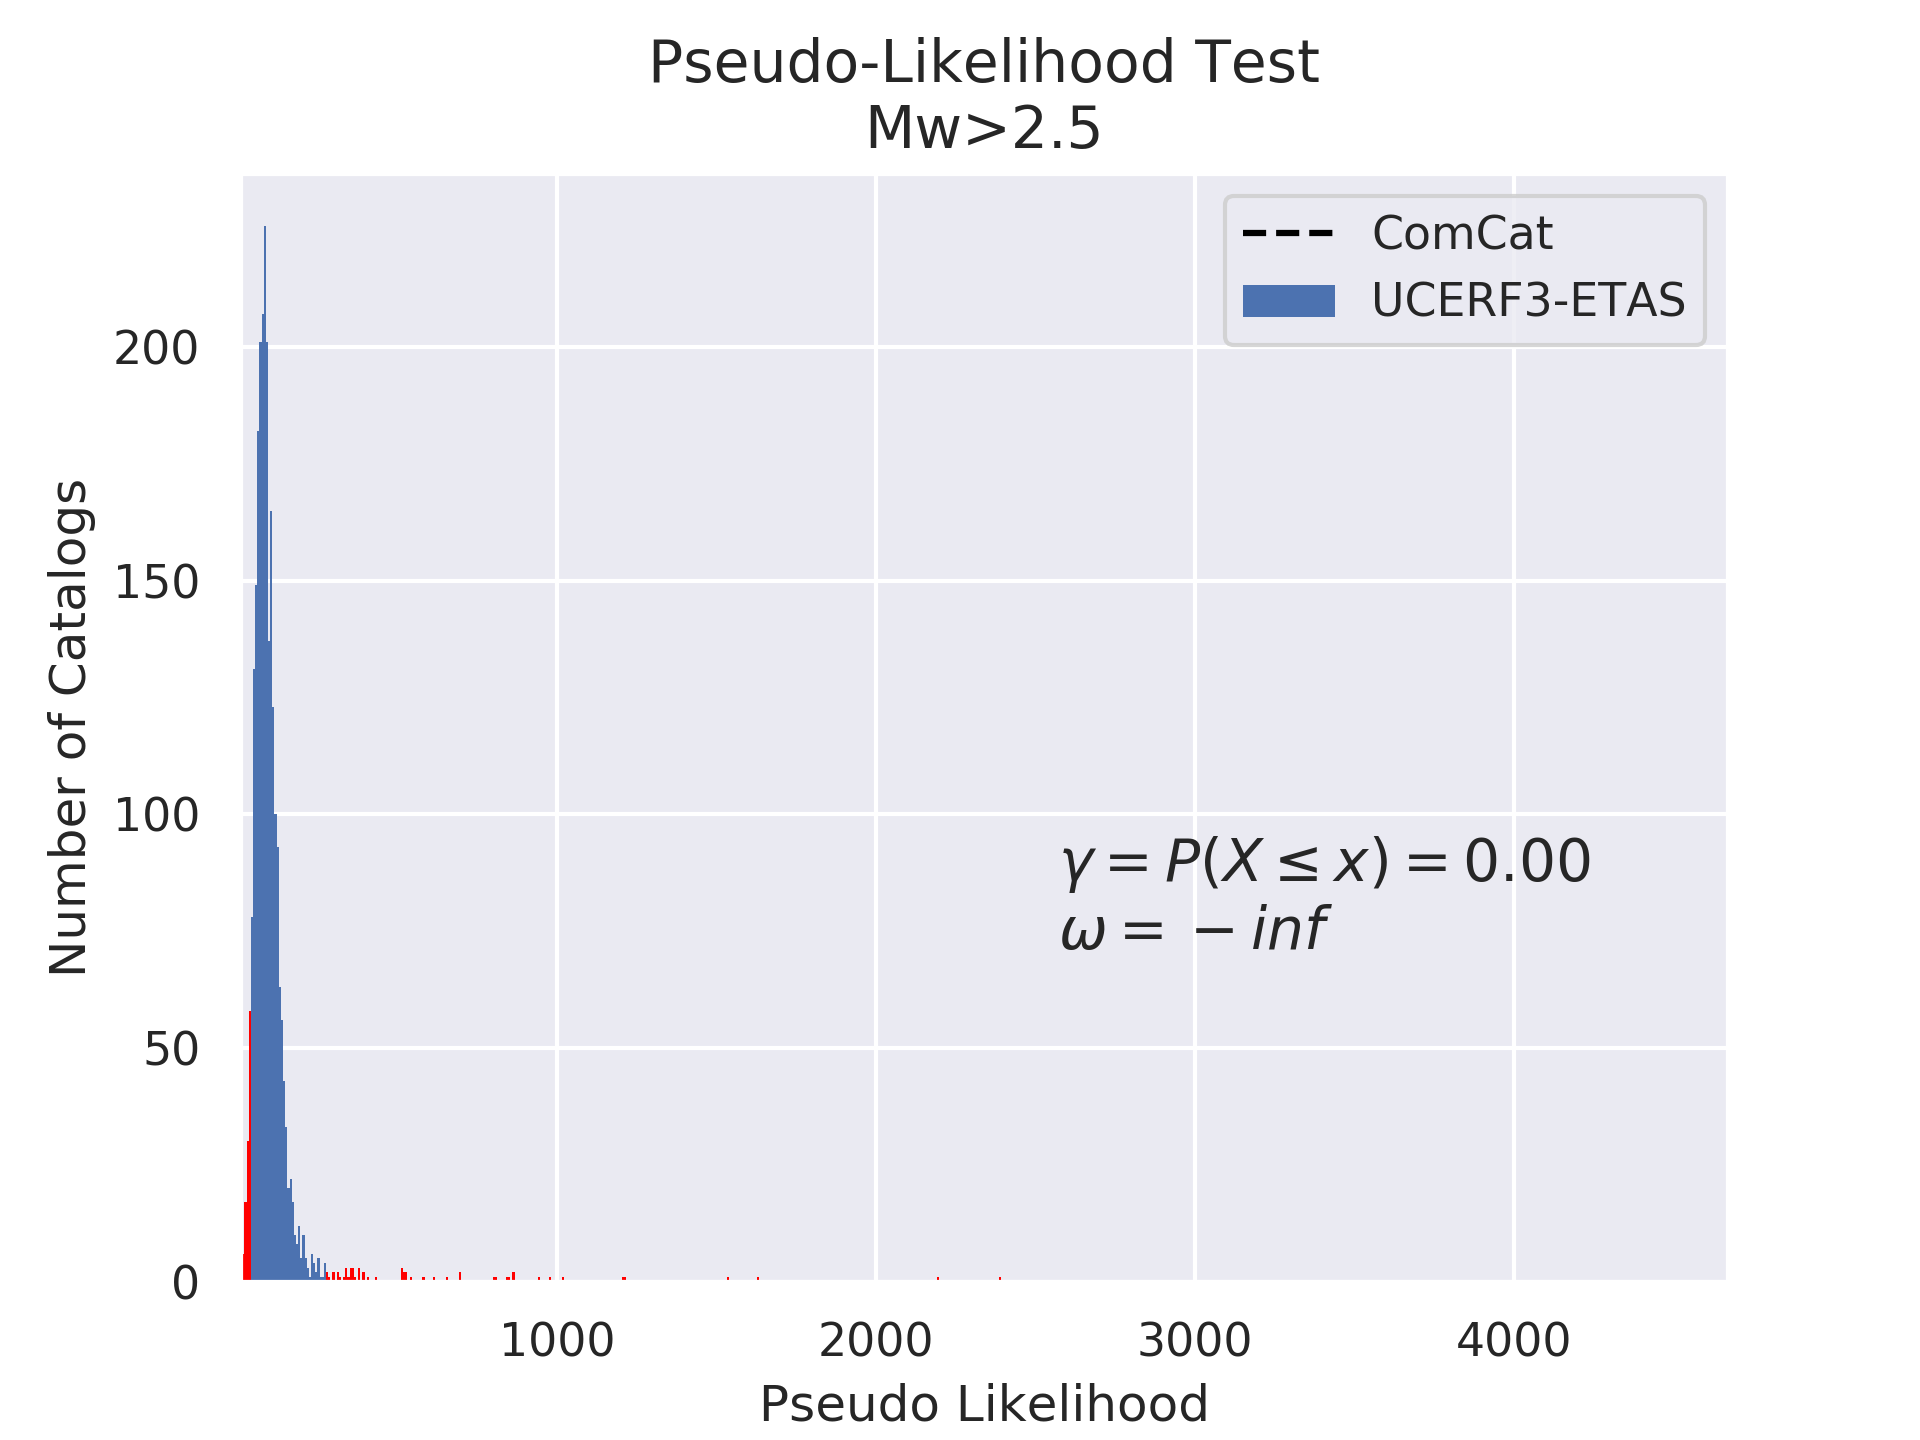 Pseudo-Likelihood Test
Mw>2.5
ComCat
UCERF3-ETAS
Number of Catalogs
200
150
100
50
0
γ = P(X ≤ x) = 0.00
ω = − inf
1000 2000 3000 4000
Pseudo Likelihood